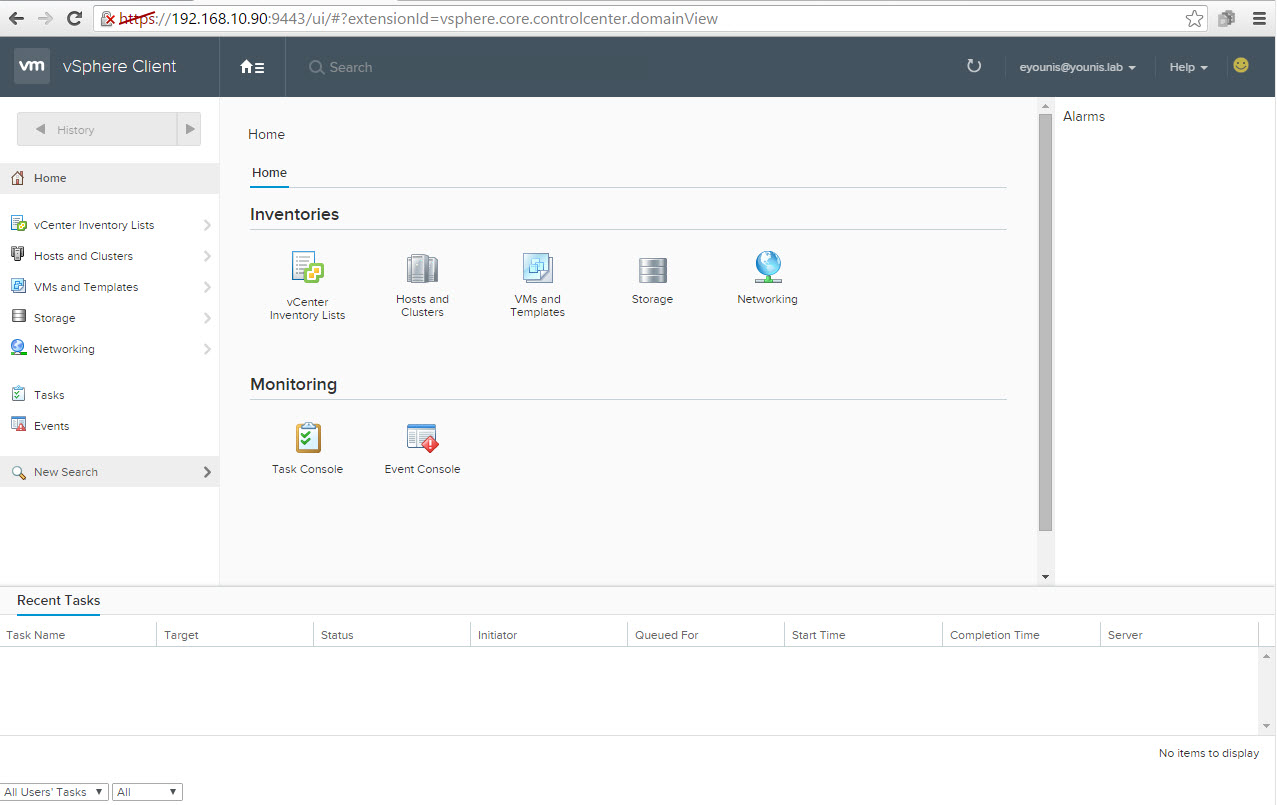 https://192.168.10.90:9443/ui/#?extensionId=vsphere.core.controlcenter.domainView
vm vSphere Client Search eyounis@younis.lab Help
History
Home
vCenter Inventory Lists
Hosts and Clusters
VMs and Templates
Storage
Networking
Tasks
Events
New Search
Home
Home
Inventories
vCenter
Inventory Lists
Hosts and
Clusters
VMs and
Templates
Storage
Networking
Monitoring
Task Console
Event Console
Alarms
Recent Tasks
Task Name Target Status Initiator Queued For Start Time Completion Time Server
No items to display
All Users' Tasks All